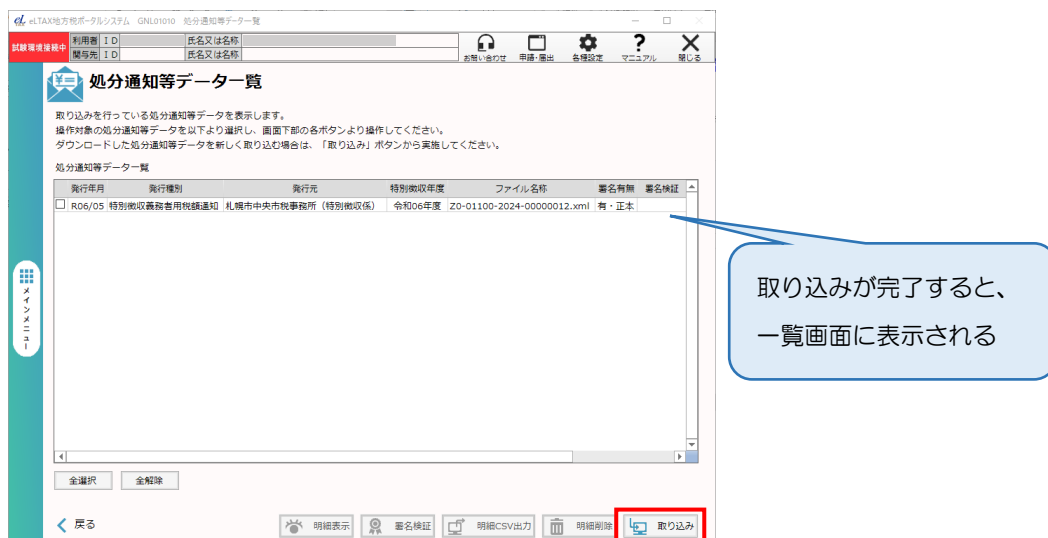 eLTAX地方税ポータルシステム GNL01010 処分通知等データ一覧
試験環境接続中
利用者 ID 氏名又は名称
関与先 ID 氏名又は名称
お問い合わせ 申請・届出 各種設定 マニュアル 閉じる
処分通知等データ一覧
取り込みを行っている処分通知等データを表示します。
操作対象の処分通知等データを以下より選択し、画面下部の各ボタンより操作してください。
ダウンロードした処分通知等データを新しく取り込む場合は、「取り込み」ボタンから実施してください。
処分通知等データ一覧
発行年月 発行種別 発行元 特別徴収年度 ファイル名称 署名有無 署名検証
R06/05 特別徴収義務者用税額通知 札幌市中央市税事務所（特別徴収係） 令和06年度 Z0-01100-2024-00000012.xml 有・正本
取り込みが完了すると、
一覧画面に表示される
メインメニュー
全選択 全解除
戻る 明細表示 署名検証 明細CSV出力 明細削除 取り込み